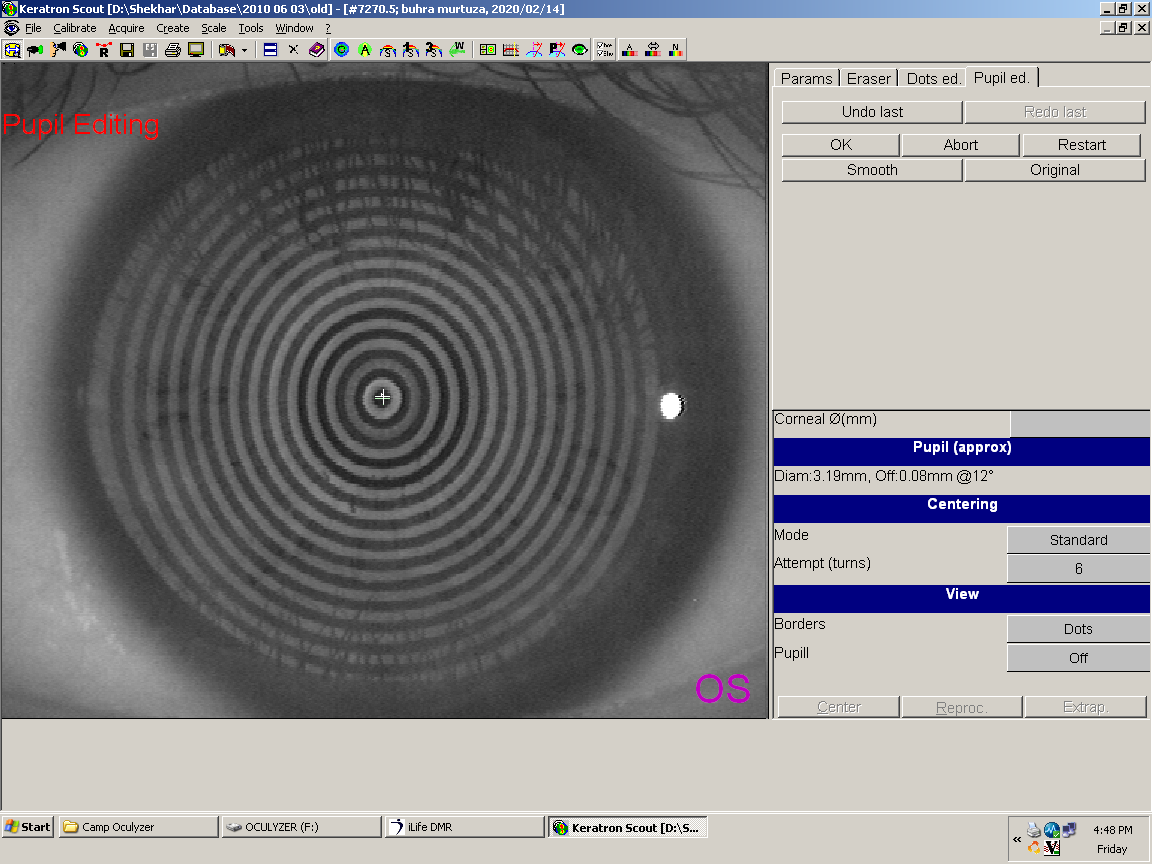 Keratron Scout [D:\Shekhar\Database\2010 06 03\old] - [#7270.5; buhra murtuza, 2020/02/14]
File Calibrate Acquire Create Scale Tools Window ?
Params Eraser Dots ed. Pupil ed.
Pupil Editing
Undo last Redo last
OK Abort Restart
Smooth Original
Corneal Ø(mm)
Pupil (approx)
Diam:3.19mm, Off:0.08mm @12°
Centering
Mode Standard
Attempt (turns) 6
View
Borders Dots
Pupill Off
OS
Center Reproc. Extrap.
Start Camp Oculyzer OCULYZER (F:) iLife DMR Keratron Scout [D:\S...
4:48 PM
Friday